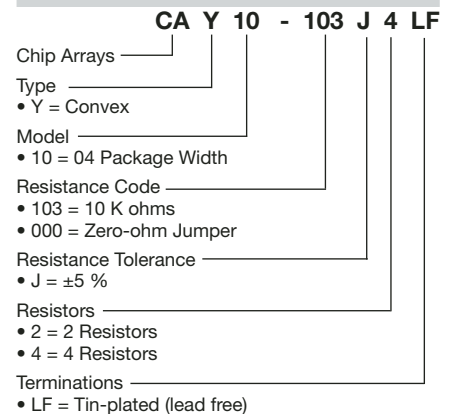 CA Y 10 - 103 J 4 LF
Chip Arrays
Type
• Y = Convex
Model
• 10 = 04 Package Width
Resistance Code
• 103 = 10 K ohms
• 000 = Zero-ohm Jumper
Resistance Tolerance
• J = ±5 %
Resistors
• 2 = 2 Resistors
• 4 = 4 Resistors
Terminations
• LF = Tin-plated (lead free)